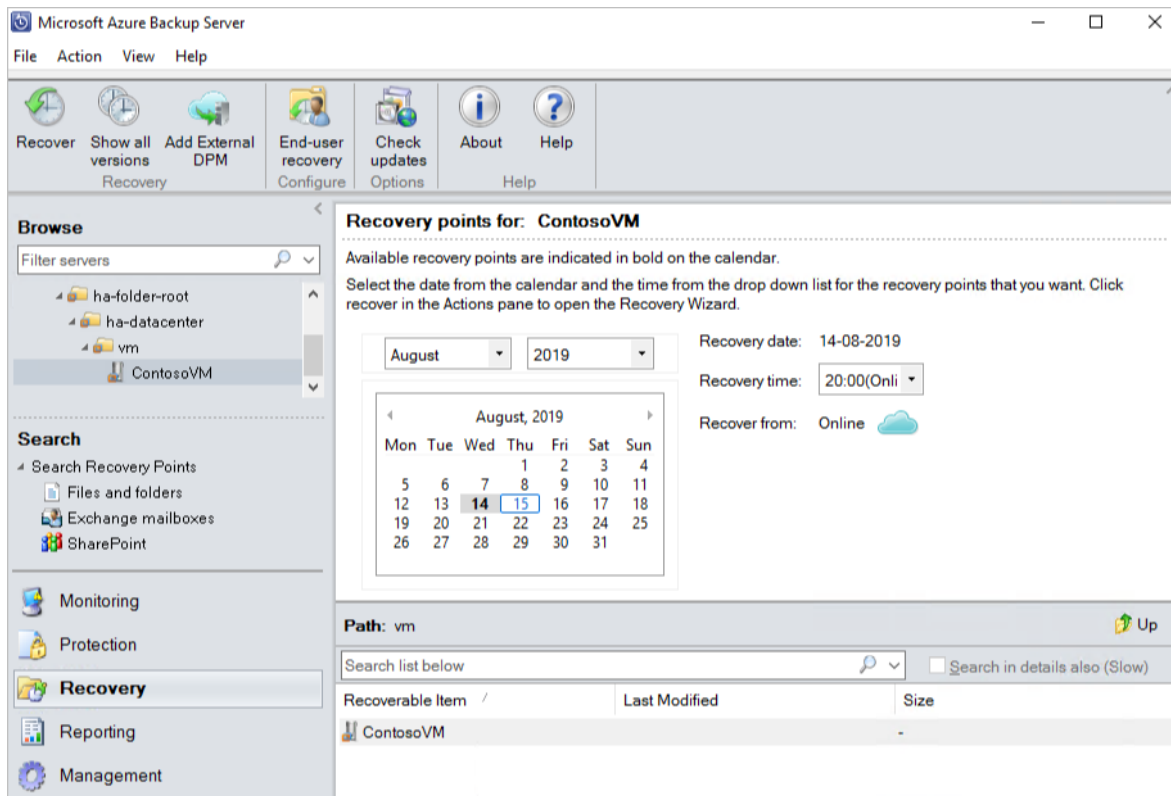 Microsoft Azure Backup Server
File Action View Help
Recover Show all versions Add External DPM End-user recovery Check updates About Help
Recovery Configure Options Help
Browse
Filter servers
ha-folder-root
ha-datacenter
vm
ContosoVM
Search
Search Recovery Points
Files and folders
Exchange mailboxes
SharePoint
Monitoring
Protection
Recovery
Reporting
Management
Recovery points for: ContosoVM
Available recovery points are indicated in bold on the calendar.
Select the date from the calendar and the time from the drop down list for the recovery points that you want. Click
recover in the Actions pane to open the Recovery Wizard.
August 2019
August, 2019
Mon Tue Wed Thu Fri Sat Sun
1 2 3 4
5 6 7 8 9 10 11
12 13 14 15 16 17 18
19 20 21 22 23 24 25
26 27 28 29 30 31
Recovery date: 14-08-2019
Recovery time: 20:00(Onli
Recover from: Online
Path: vm
Up
Search list below
Search in details also (Slow)
Recoverable Item Last Modified Size
ContosoVM -